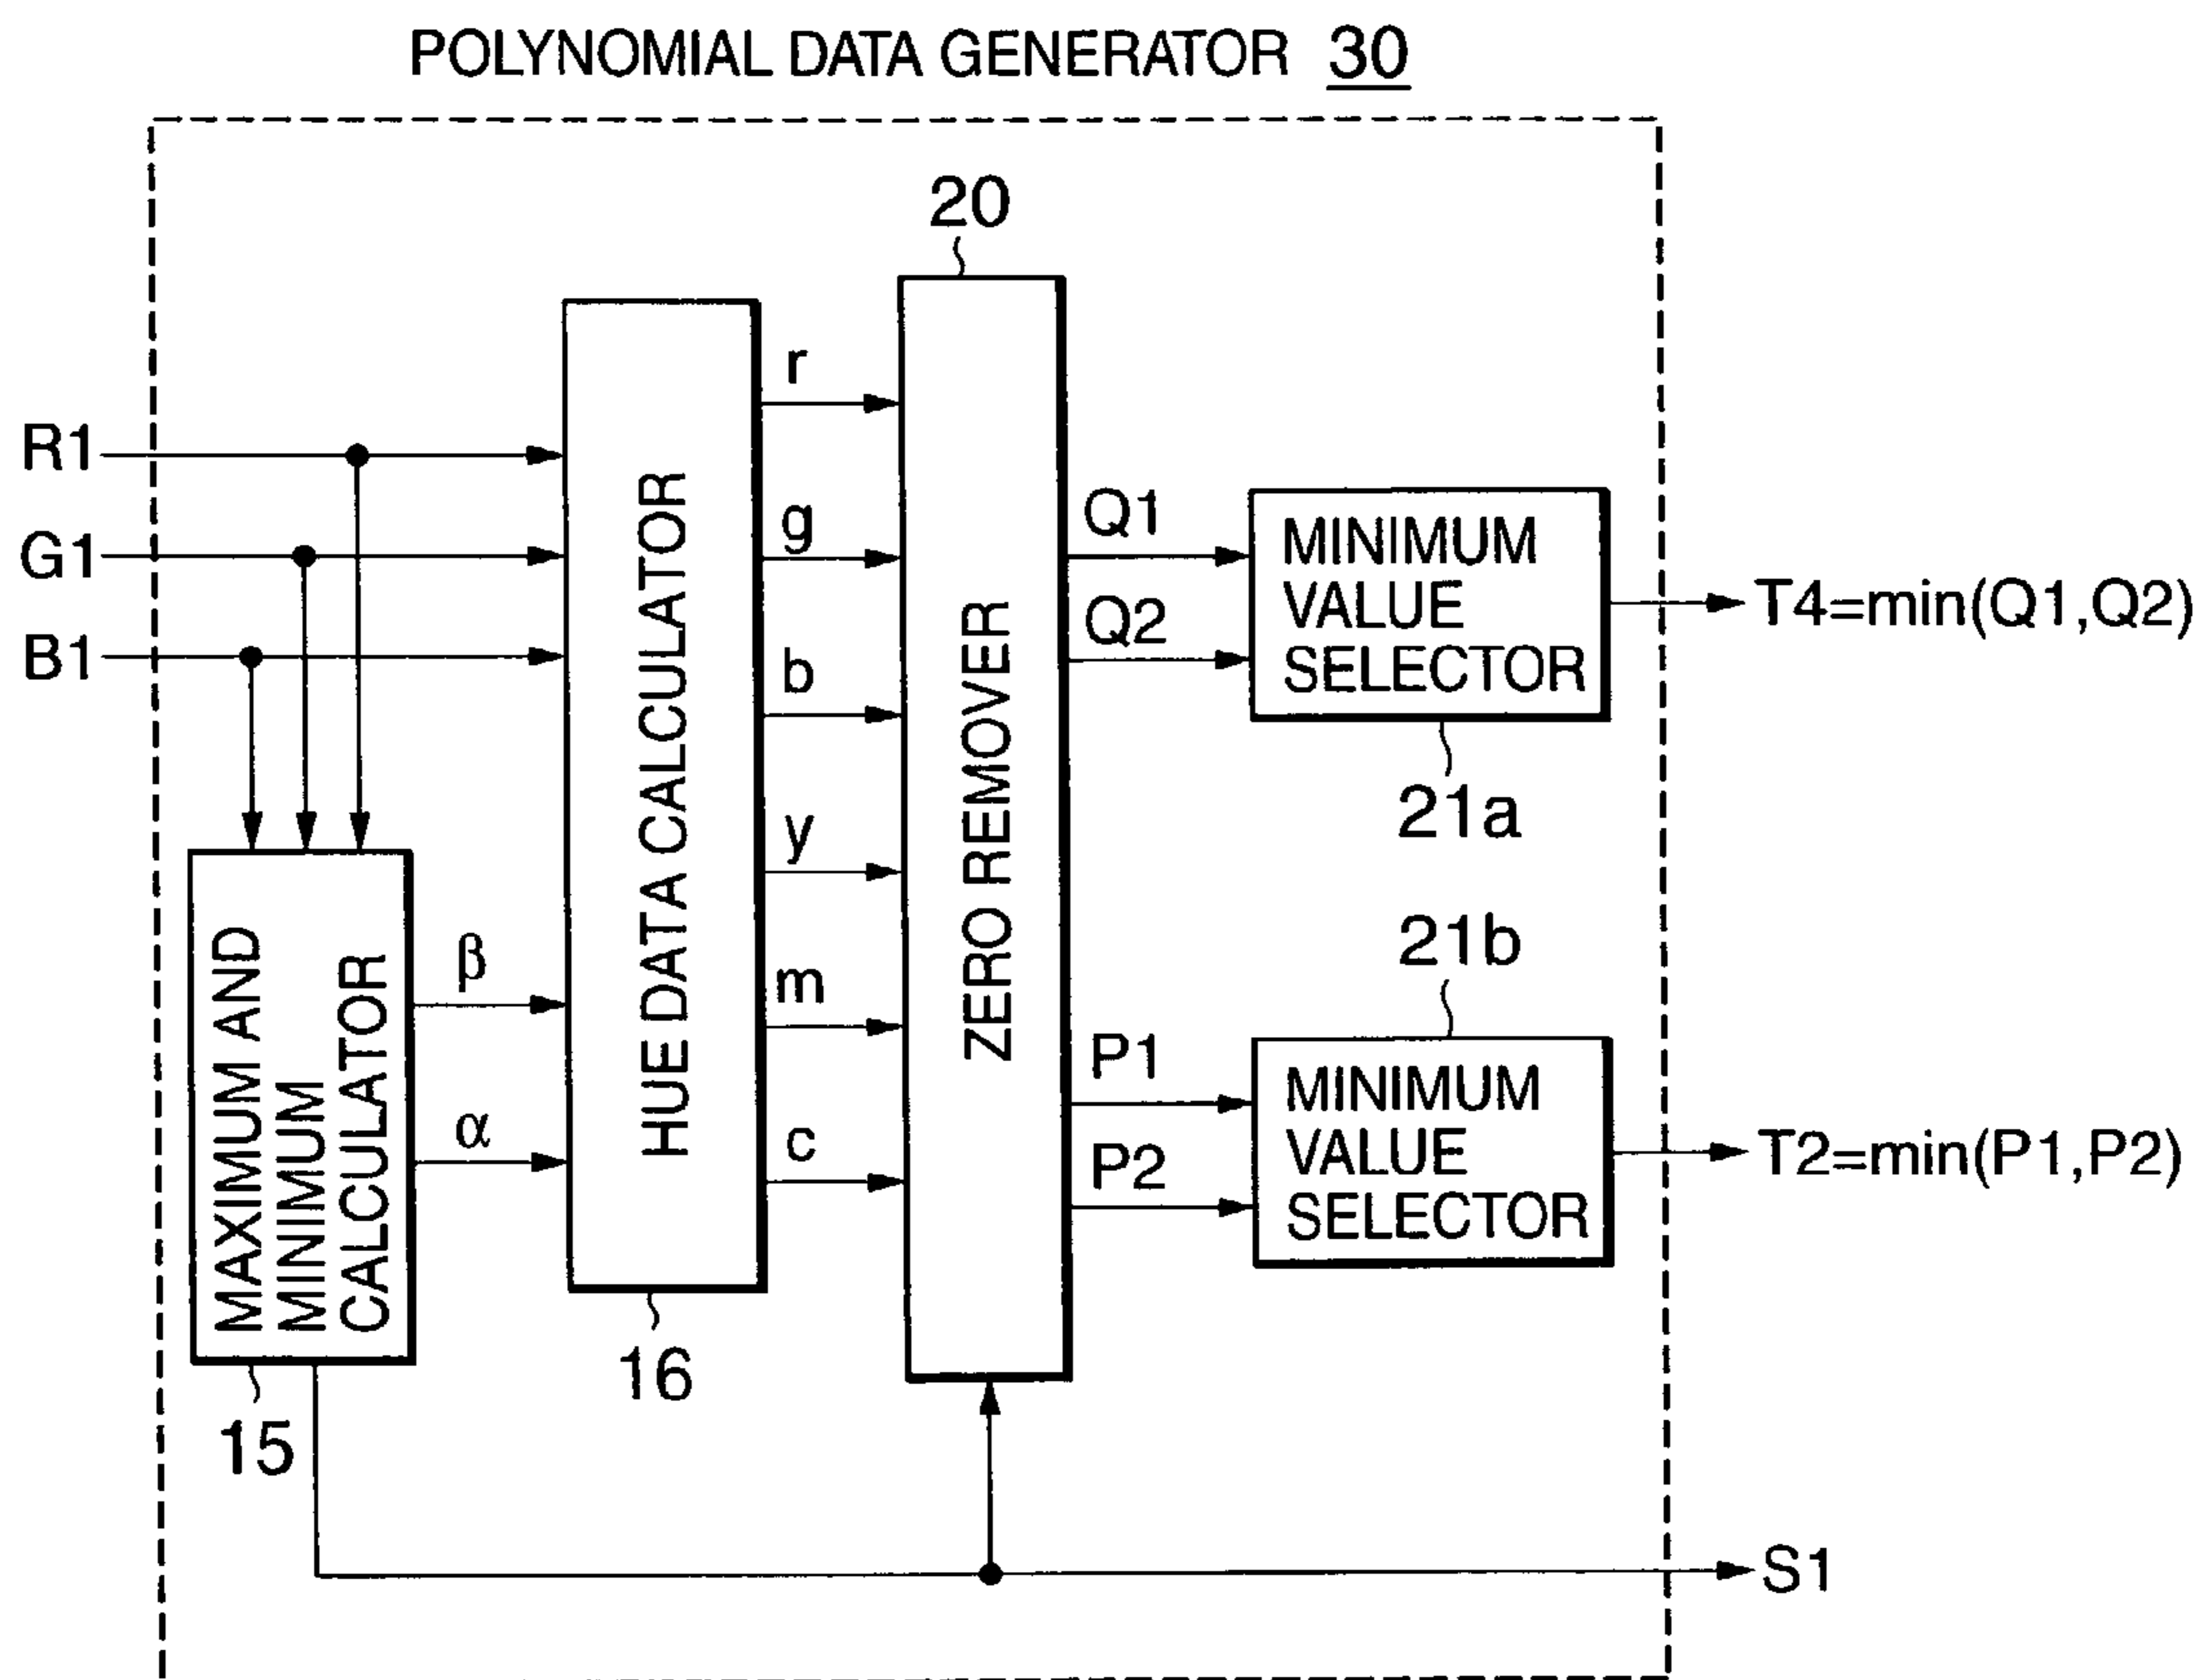 POLYNOMIAL DATA GENERATOR 30
20
R1
G1
B1
MAXIMUM AND
MINIMUM
CALCULATOR
15
β
α
HUE DATA CALCULATOR
16
r
g
b
y
m
c
ZERO REMOVER
Q1
Q2
MINIMUM
VALUE
SELECTOR
21a
T4=min(Q1,Q2)
21b
P1
P2
MINIMUM
VALUE
SELECTOR
T2=min(P1,P2)
S1